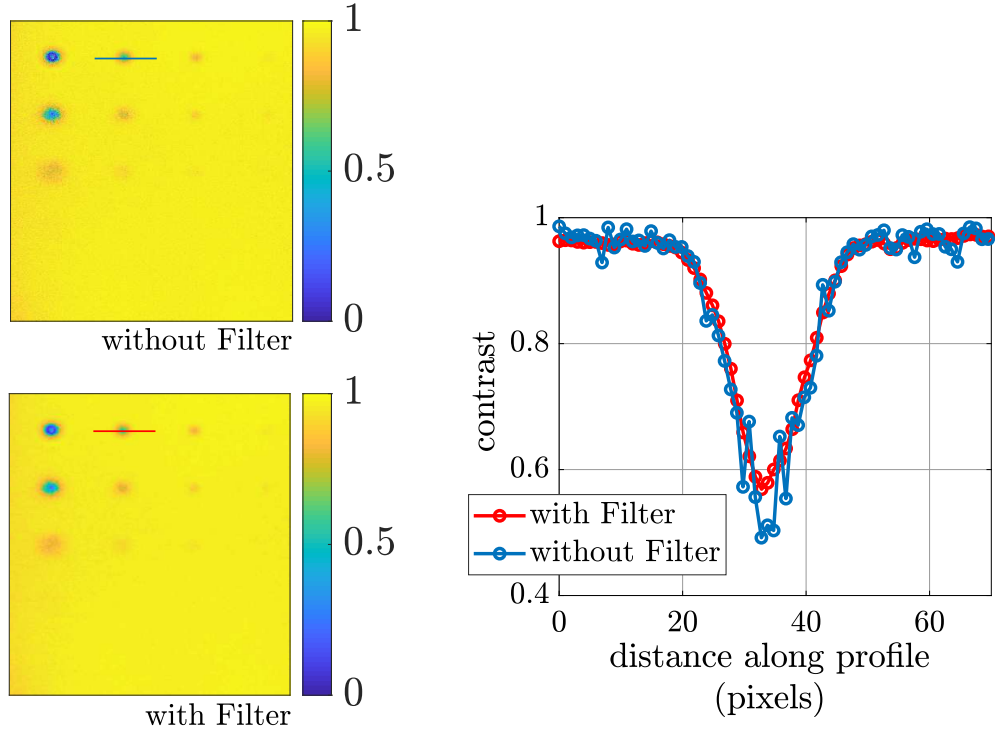 1
0.5
0
without Filter
1
0.5
0
with Filter
1
0.8
0.6
0.4
contrast
with Filter
without Filter
0 20 40 60
distance along profile
(pixels)